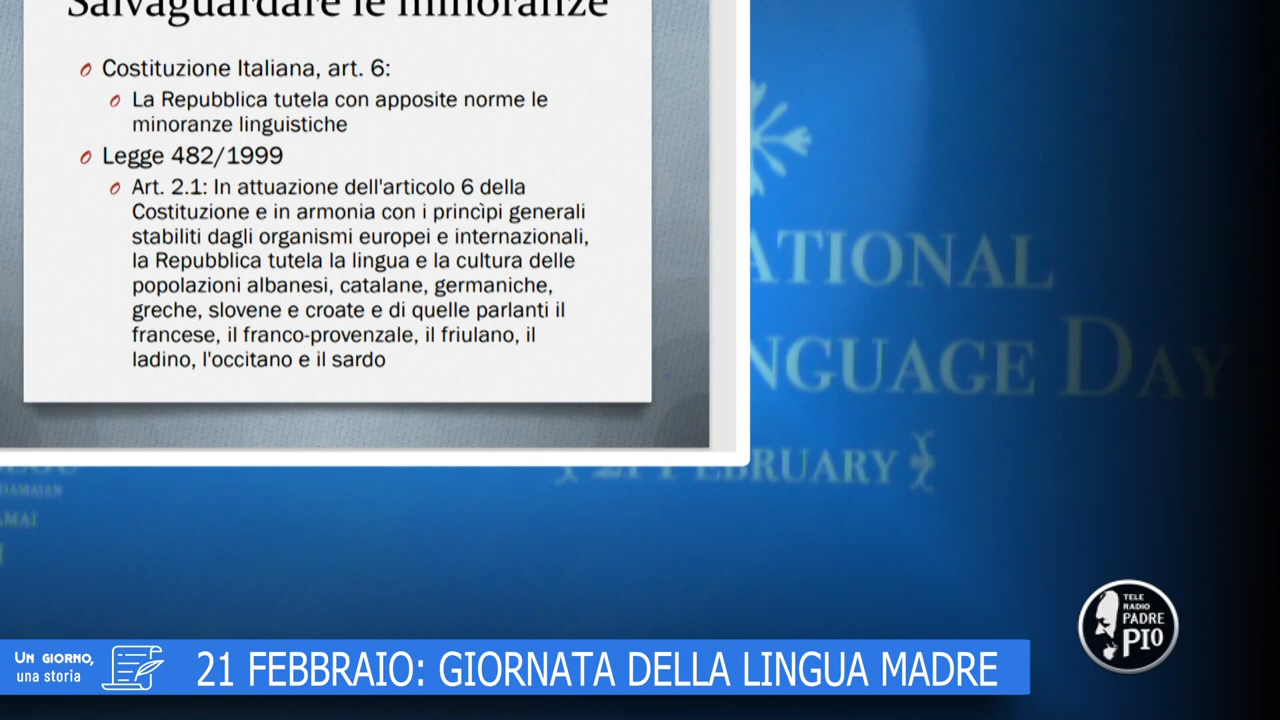 Salvaguardare le minoranze
Costituzione Italiana, art. 6:
La Repubblica tutela con apposite norme le
minoranze linguistiche
Legge 482/1999
Art. 2.1: In attuazione dell'articolo 6 della
Costituzione e in armonia con i princìpi generali
stabiliti dagli organismi europei e internazionali,
la Repubblica tutela la lingua e la cultura delle
popolazioni albanesi, catalane, germaniche,
greche, slovene e croate e di quelle parlanti il
francese, il franco-provenzale, il friulano, il
ladino, l'occitano e il sardo
ATIONAL
NGUAGE DAY
21 FEBRUARY
DAMAIAN
AMAI
TELE
RADIO
PADRE
PIO
UN GIORNO,
una storia
21 FEBBRAIO: GIORNATA DELLA LINGUA MADRE